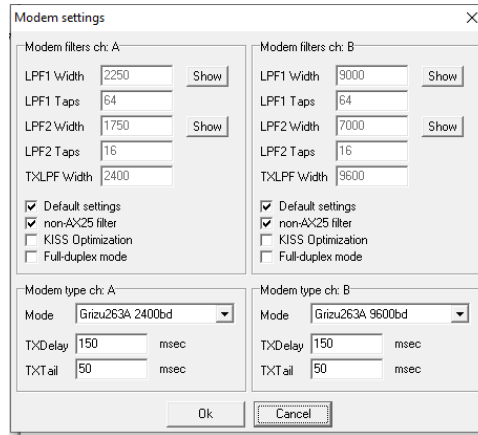 Modem settings
Modem filters ch: A
LPF1 Width 2250 Show
LPF1 Taps 64
LPF2 Width 1750 Show
LPF2 Taps 16
TXLPF Width 2400
Default settings
non-AX25 filter
KISS Optimization
Full-duplex mode
Modem filters ch: B
LPF1 Width 9000 Show
LPF1 Taps 64
LPF2 Width 7000 Show
LPF2 Taps 16
TXLPF Width 9600
Default settings
non-AX25 filter
KISS Optimization
Full-duplex mode
Modem type ch: A
Mode Grizu263A 2400bd
TXDelay 150 msec
TXTail 50 msec
Modem type ch: B
Mode Grizu263A 9600bd
TXDelay 150 msec
TXTail 50 msec
Ok Cancel